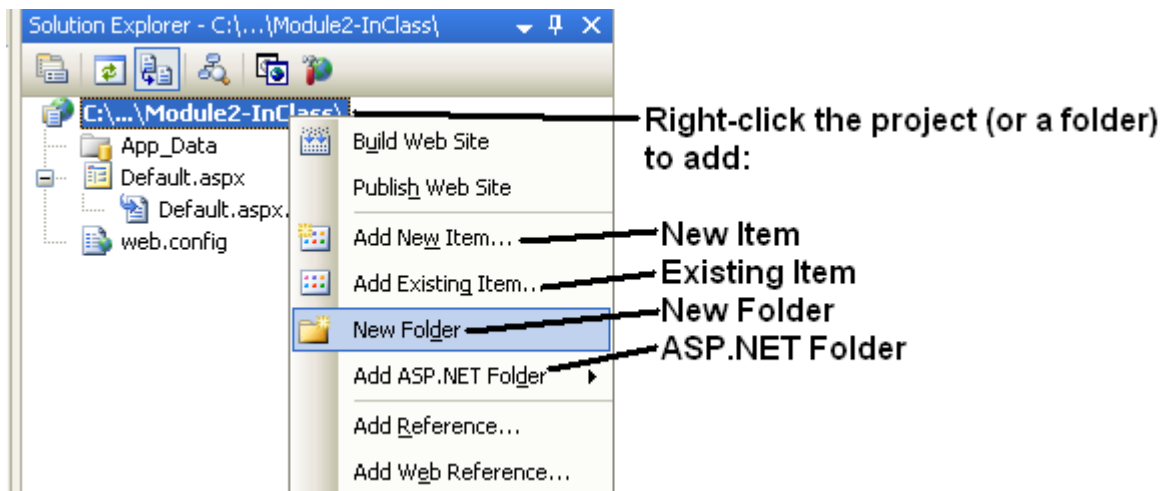 Solution Explorer - C:\...\Module2-InClass\
C:\...\Module2-InClass\
App_Data
Default.aspx
Default.aspx.
web.config
Build Web Site
Publish Web Site
Add New Item...
Add Existing Item...
New Folder
Add ASP.NET Folder
Add Reference...
Add Web Reference...
Right-click the project (or a folder)
to add:
New Item
Existing Item
New Folder
ASP.NET Folder